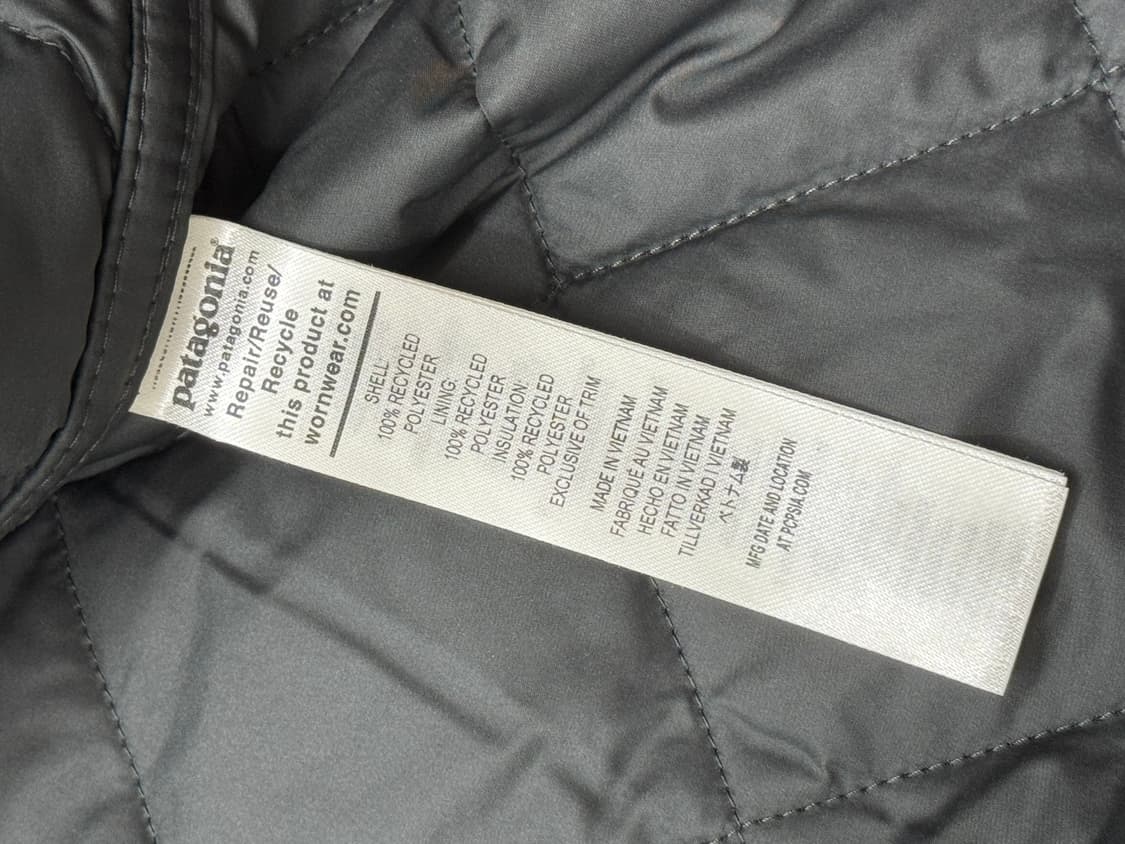 patagonia®
www.patagonia.com
Repair/Reuse/
Recycle
this product at
wornwear.com
SHELL:
100% RECYCLED
POLYESTER
LINING:
100% RECYCLED
POLYESTER
INSULATION:
100% RECYCLED
POLYESTER
EXCLUSIVE OF TRIM
MADE IN VIETNAM
FABRIQUÉ AU VIETNAM
HECHO EN VIETNAM
FATTO IN VIETNAM
TILLVERKAD VIETNAM
ベトナム製
MFG DATE AND LOCATION
AT PCPSIA.COM